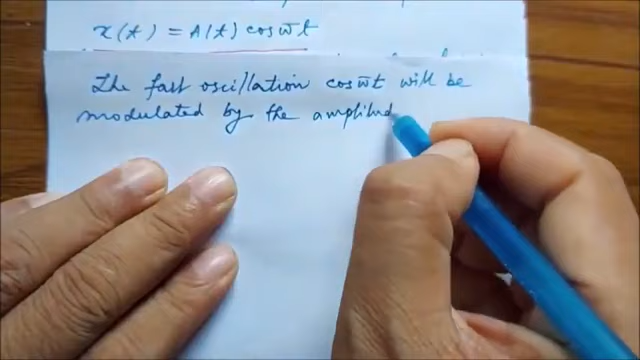 x(t) = A(t) cos ω̅t
The fast oscillation cos ω̅t will be
modulated by the amplitud